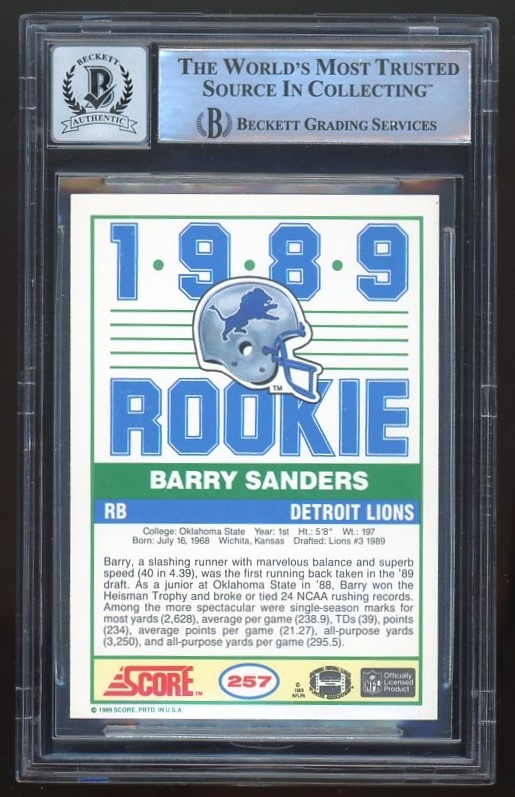 BECKETT
B
AUTHENTIC
THE WORLD'S MOST TRUSTED
SOURCE IN COLLECTING™
B BECKETT GRADING SERVICES
1•9•8•9
TM
ROOKIE
BARRY SANDERS
RB DETROIT LIONS
College: Oklahoma State Year: 1st Ht.: 5'8" Wt.: 197
Born: July 16, 1968 Wichita, Kansas Drafted: Lions #3 1989
Barry, a slashing runner with marvelous balance and superb
speed (40 in 4.39), was the first running back taken in the '89
draft. As a junior at Oklahoma State in '88, Barry won the
Heisman Trophy and broke or tied 24 NCAA rushing records.
Among the more spectacular were single-season marks for
most yards (2,628), average per game (238.9), TDs (39), points
(234), average points per game (21.27), all-purpose yards
(3,250), and all-purpose yards per game (295.5).
SCORE™ 257 © 1989 NFLPA NFL Officially Licensed Product
© 1989 SCORE, PRTD. IN U.S.A.